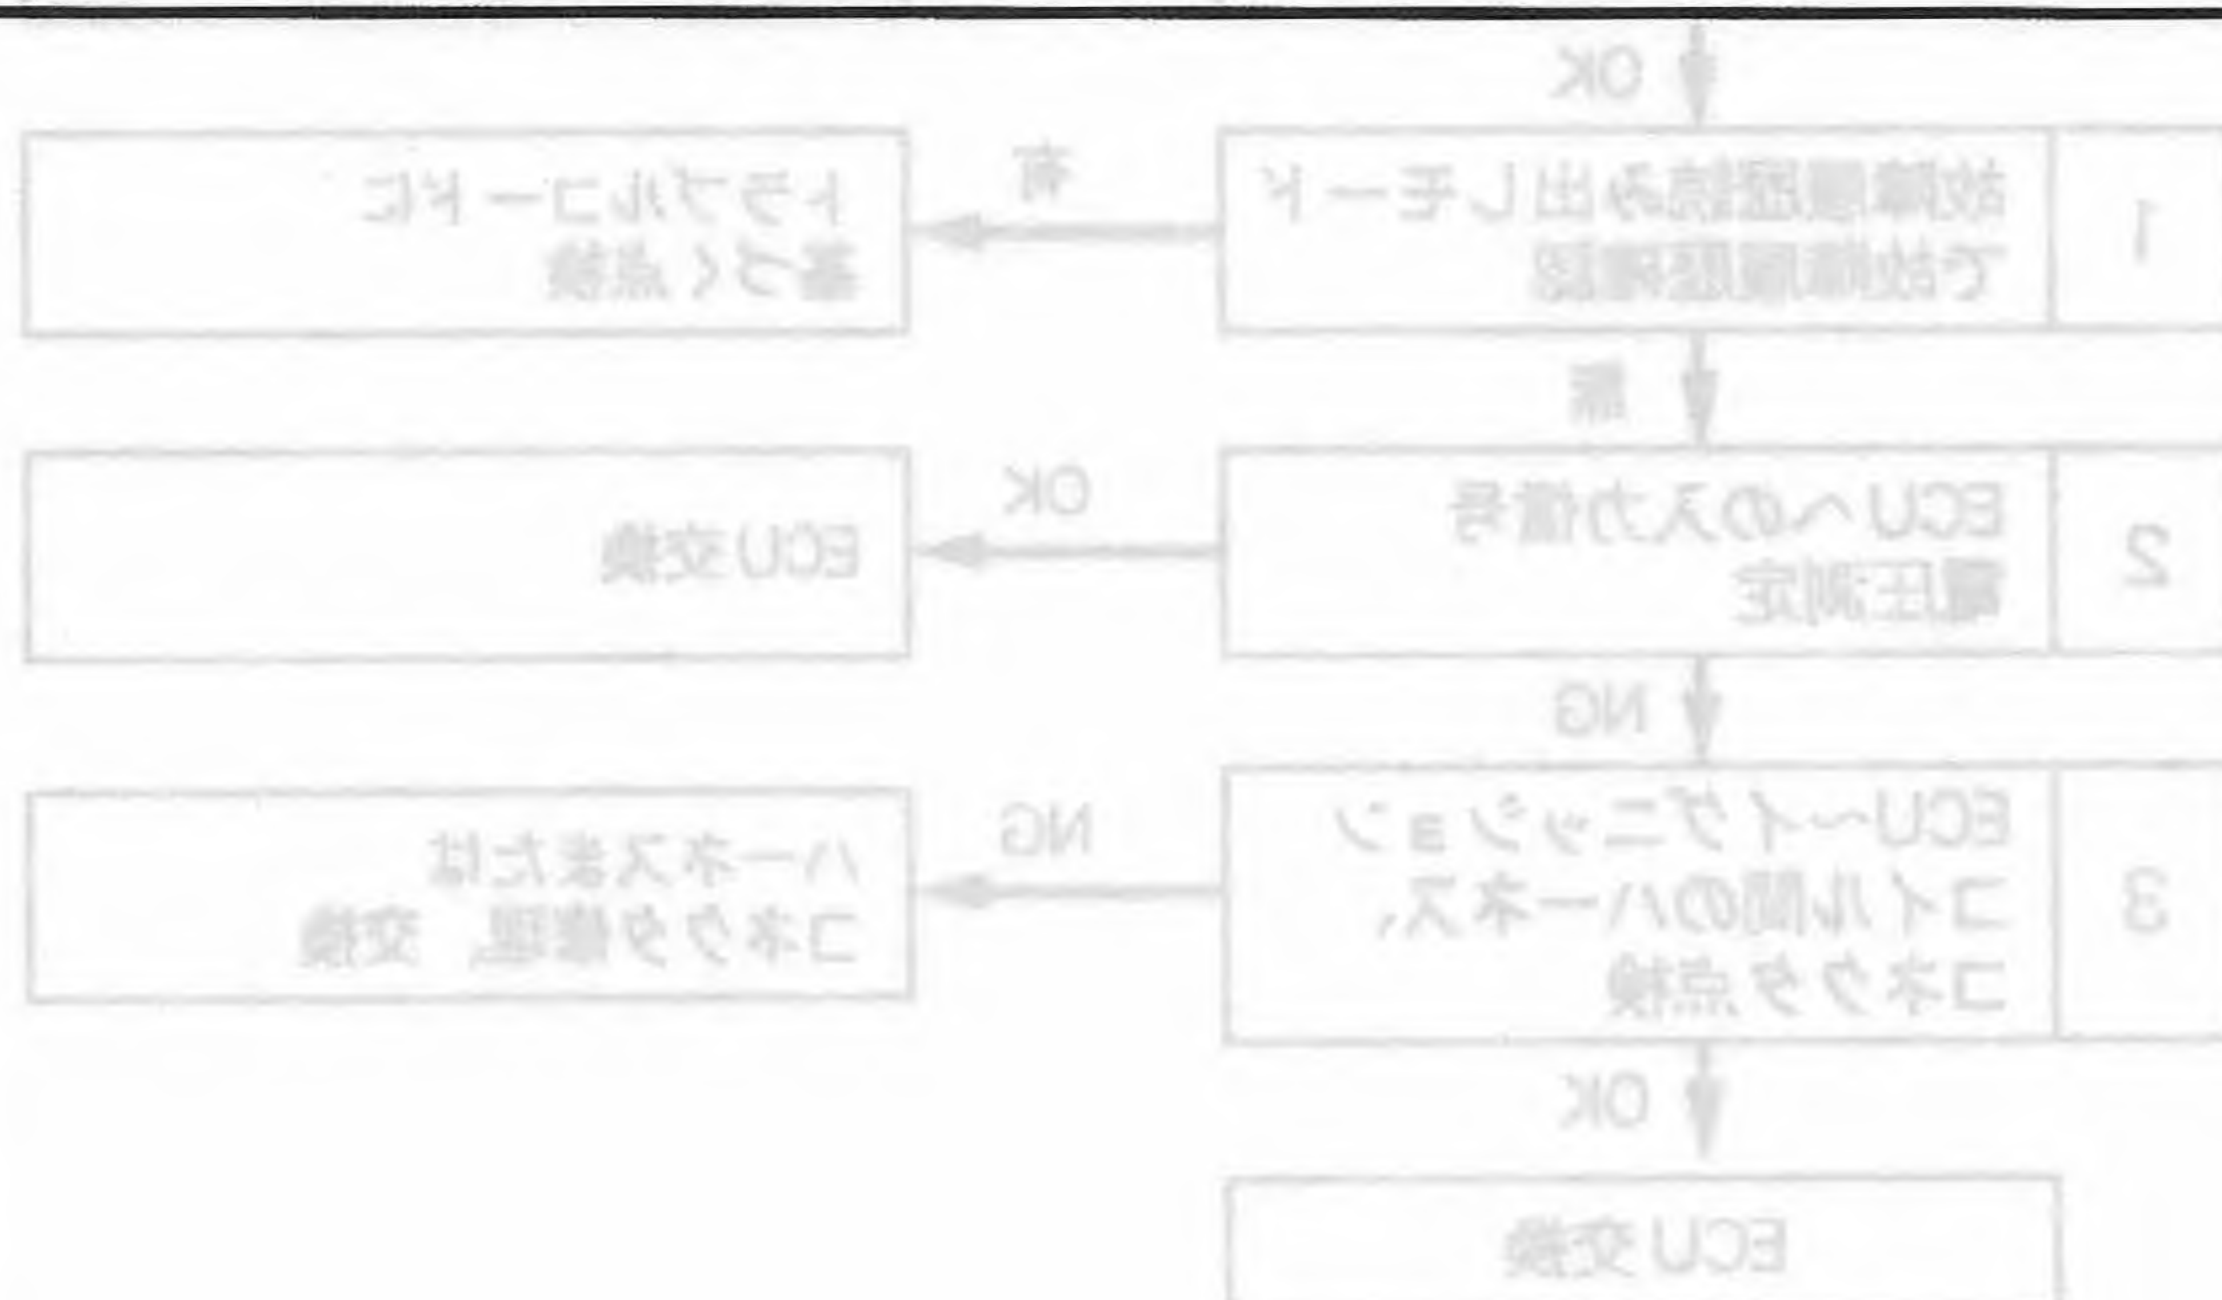 OK
1
故障履歴読み出しモード
で故障履歴確認
有
トラブルコードに
基づく点検
無
2
ECUへの入力信号
電圧測定
OK
ECU交換
NG
3
ECU〜イグニッション
コイル間のハーネス、
コネクタ点検
NG
ハーネスまたは
コネクタ修理、交換
OK
ECU交換